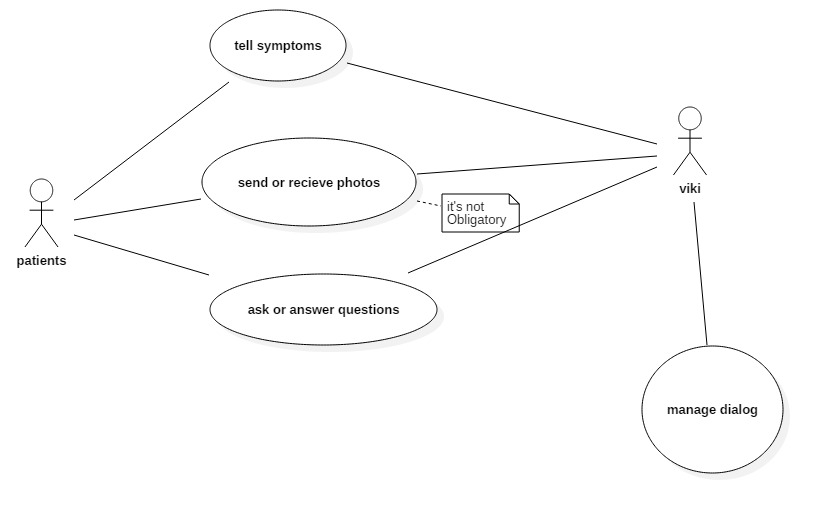 tell symptoms
send or recieve photos
viki
it's not
Obligatory
patients
ask or answer questions
manage dialog